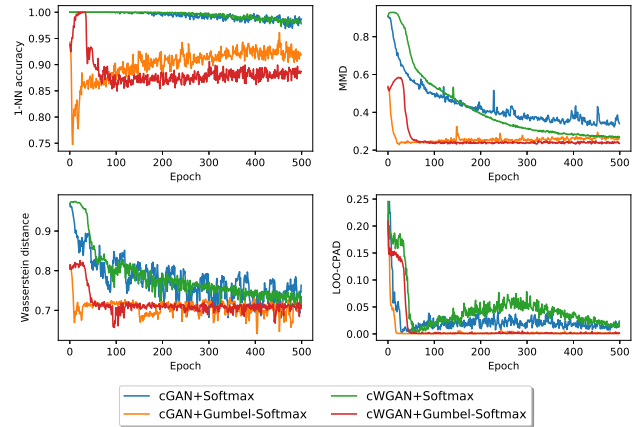 1.00
0.95
0.90
0.85
0.80
0.75
1-NN accuracy
0 100 200 300 400 500
Epoch
0.8
0.6
0.4
0.2
MMD
0 100 200 300 400 500
Epoch
0.9
0.8
0.7
Wasserstein distance
0 100 200 300 400 500
Epoch
0.25
0.20
0.15
0.10
0.05
0.00
LOO-CPAD
0 100 200 300 400 500
Epoch
cGAN+Softmax
cGAN+Gumbel-Softmax
cWGAN+Softmax
cWGAN+Gumbel-Softmax